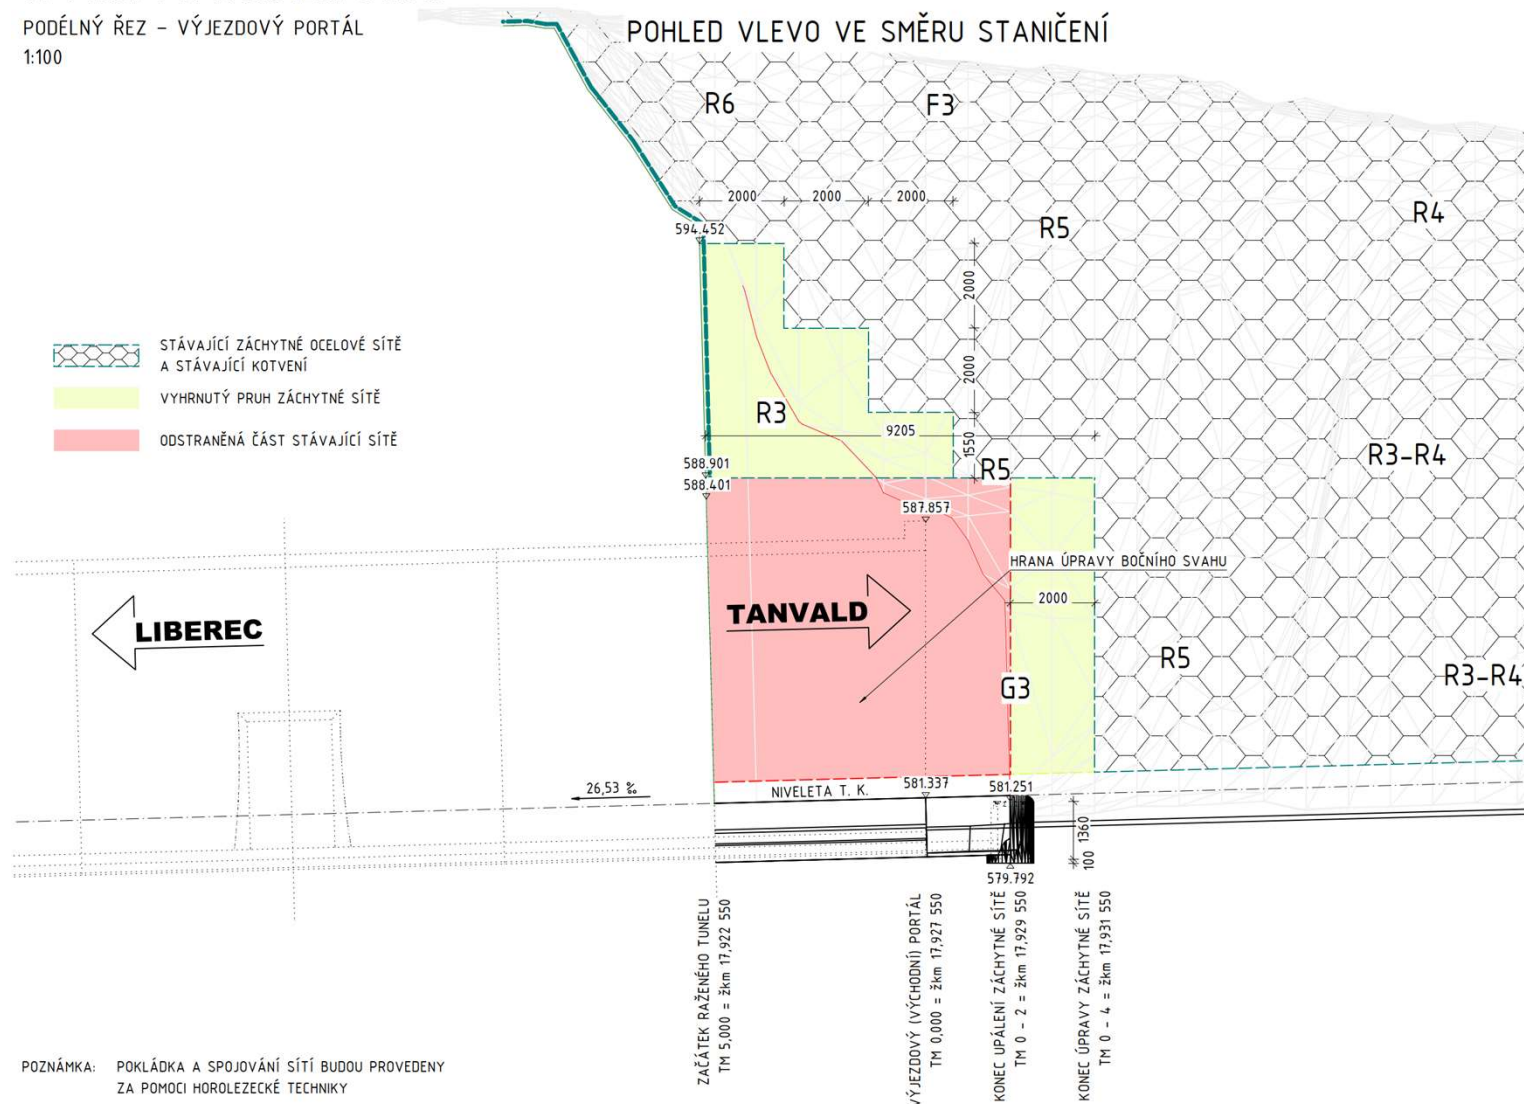 PODÉLNÝ ŘEZ – VÝJEZDOVÝ PORTÁL
1:100
POHLED VLEVO VE SMĚRU STANIČENÍ
R6
F3
2000
2000
2000
R5
R4
594.452
2000
2000
1550
STÁVAJÍCÍ ZÁCHYTNÉ OCELOVÉ SÍTĚ
A STÁVAJÍCÍ KOTVENÍ
VYHRNUTÝ PRUH ZÁCHYTNÉ SÍTĚ
ODSTRANĚNÁ ČÁST STÁVAJÍCÍ SÍTĚ
R3
9205
R3-R4
588.901
588.401
R5
587.857
HRANA ÚPRAVY BOČNÍHO SVAHU
2000
LIBEREC
TANVALD
R5
G3
R3-R4
26,53 ‰
NIVELETA T. K.
581.337
581.251
1360
100
579.792
ZAČÁTEK RAŽENÉHO TUNELU
TM 5,000 = žkm 17,922 550
VÝJEZDOVÝ (VÝCHODNÍ) PORTÁL
TM 0,000 = žkm 17,927 550
KONEC UPÁLENÍ ZÁCHYTNÉ SÍTĚ
TM 0 - 2 = žkm 17,929 550
KONEC ÚPRAVY ZÁCHYTNÉ SÍTĚ
TM 0 - 4 = žkm 17,931 550
POZNÁMKA: POKLÁDKA A SPOJOVÁNÍ SÍTÍ BUDOU PROVEDENY
ZA POMOCI HOROLEZECKÉ TECHNIKY